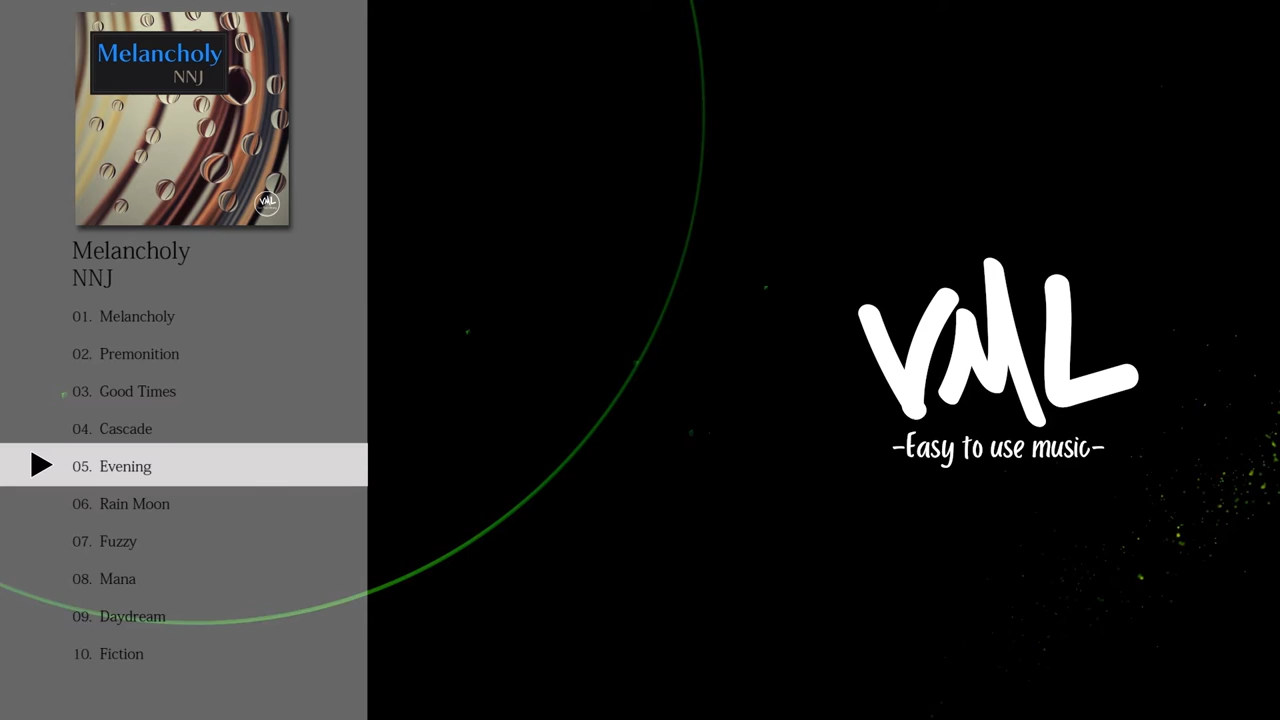 Melancholy
NNJ
VML
Melancholy
NNJ
01. Melancholy
02. Premonition
03. Good Times
04. Cascade
05. Evening
06. Rain Moon
07. Fuzzy
08. Mana
09. Daydream
10. Fiction
VML
-Easy to use music-